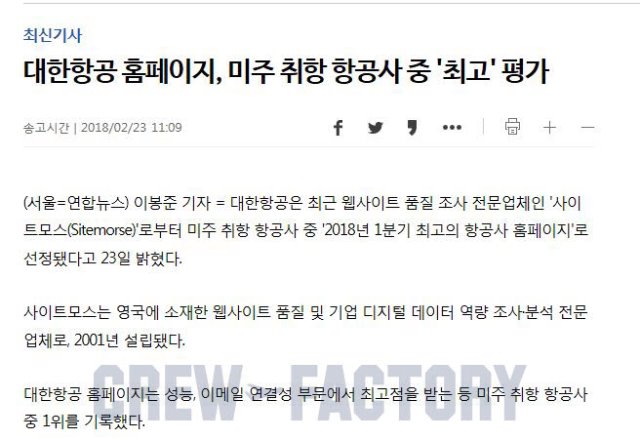 최신기사
대한항공 홈페이지, 미주 취항 항공사 중 '최고' 평가
송고시간 | 2018/02/23 11:09
(서울=연합뉴스) 이봉준 기자 = 대한항공은 최근 웹사이트 품질 조사 전문업체인 '사이
트모스(Sitemorse)'로부터 미주 취항 항공사 중 '2018년 1분기 최고의 항공사 홈페이지'로
선정됐다고 23일 밝혔다.
사이트모스는 영국에 소재한 웹사이트 품질 및 기업 디지털 데이터 역량 조사·분석 전문
업체로, 2001년 설립됐다.
CREW FACTORY
대한항공 홈페이지는 성능, 이메일 연결성 부문에서 최고점을 받는 등 미주 취항 항공사
중 1위를 기록했다.